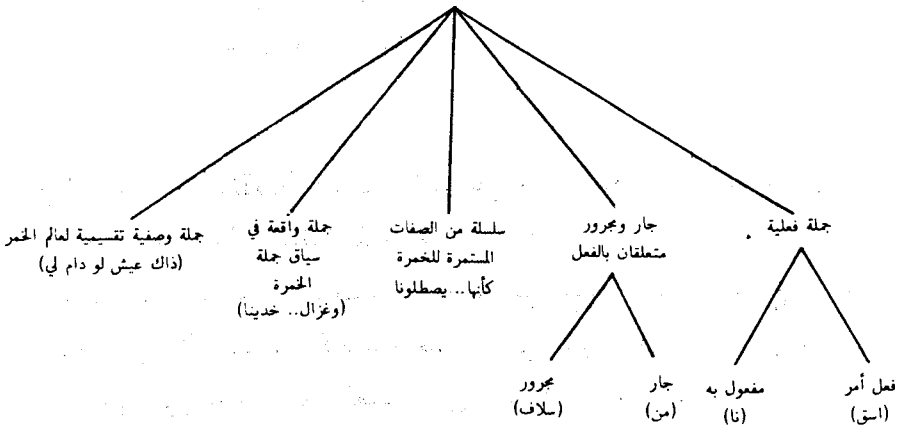 جملة فعلية
جار ومجرور
متعلقان بالفعل
سلسلة من الصفات
المستمرة للخمرة
كأنها.. يصطلونا
جملة واقعة في
سياق جملة
الخمرة
(وغزال.. خدينا)
جملة وصفية تقسيمية لعالم الخمر
(ذاك عيش لو دام لي)
فعل أمر
(اسق)
مفعول به
(نا)
جار
(من)
مجرور
(سلاف)